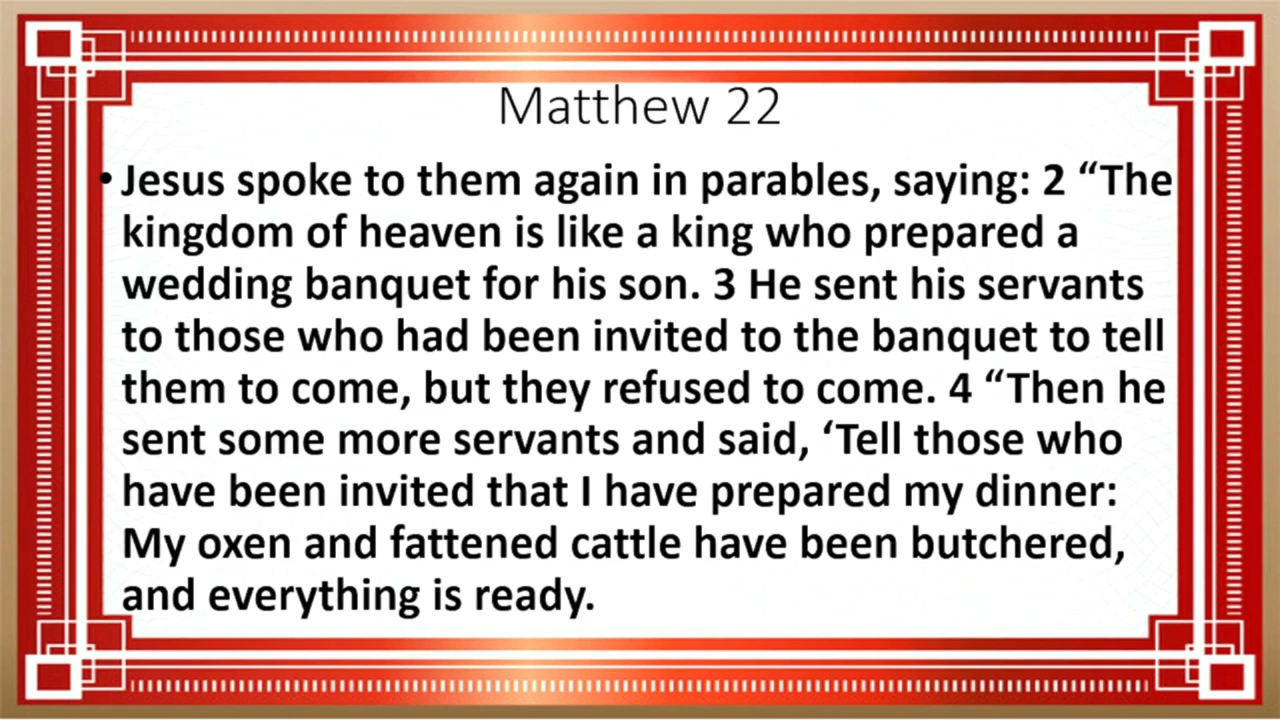 Matthew 22
• Jesus spoke to them again in parables, saying: 2 “The
kingdom of heaven is like a king who prepared a
wedding banquet for his son. 3 He sent his servants
to those who had been invited to the banquet to tell
them to come, but they refused to come. 4 “Then he
sent some more servants and said, ‘Tell those who
have been invited that I have prepared my dinner:
My oxen and fattened cattle have been butchered,
and everything is ready.